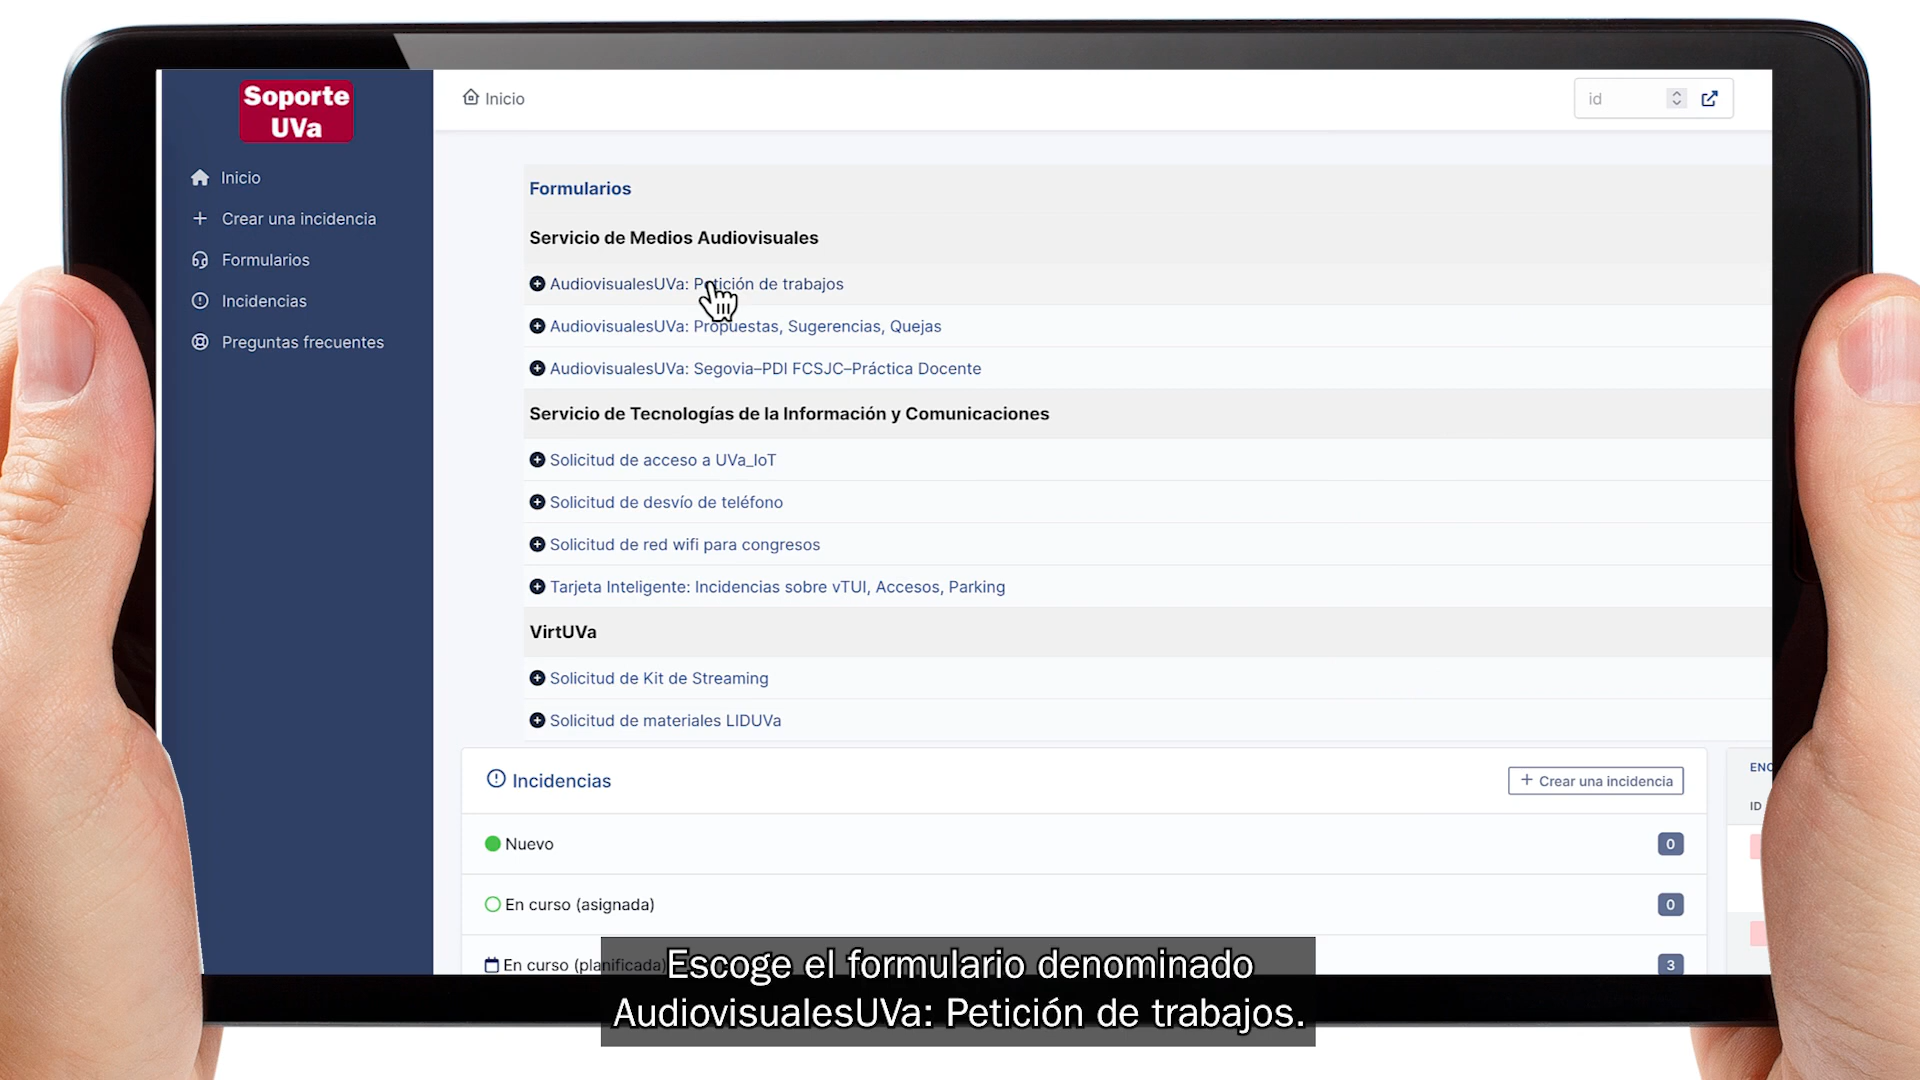 Soporte
UVa
Inicio
Crear una incidencia
Formularios
Incidencias
Preguntas frecuentes
Inicio
id
Formularios
Servicio de Medios Audiovisuales
AudiovisualesUVa: Petición de trabajos
AudiovisualesUVa: Propuestas, Sugerencias, Quejas
AudiovisualesUVa: Segovia–PDI FCSJC–Práctica Docente
Servicio de Tecnologías de la Información y Comunicaciones
Solicitud de acceso a UVa_IoT
Solicitud de desvío de teléfono
Solicitud de red wifi para congresos
Tarjeta Inteligente: Incidencias sobre vTUI, Accesos, Parking
VirtUVa
Solicitud de Kit de Streaming
Solicitud de materiales LIDUVa
Incidencias
+ Crear una incidencia
ENC
ID
Nuevo 0
En curso (asignada) 0
En curso (planificada) 3
Escoge el formulario denominado
AudiovisualesUVa: Petición de trabajos.